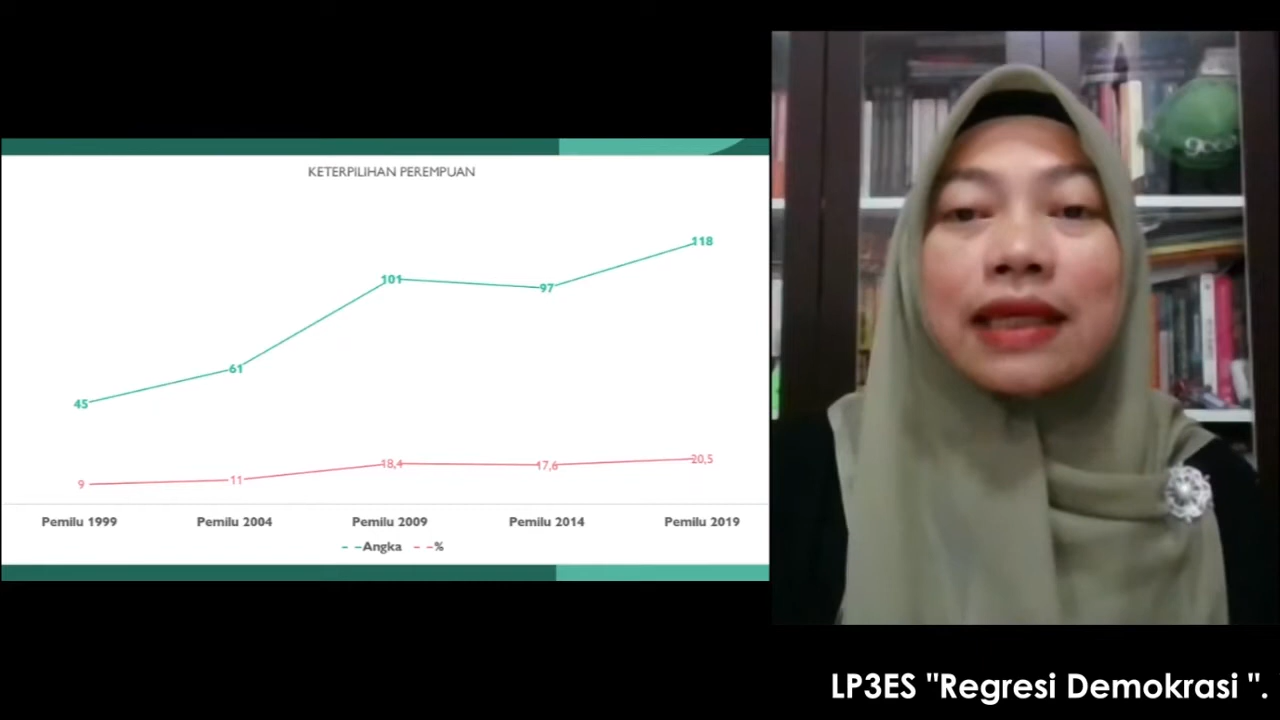 KETERPILIHAN PEREMPUAN
118
101
97
61
45
20,5
18,4
17,6
11
9
Pemilu 1999 Pemilu 2004 Pemilu 2009 Pemilu 2014 Pemilu 2019
Angka %
LP3ES "Regresi Demokrasi ".